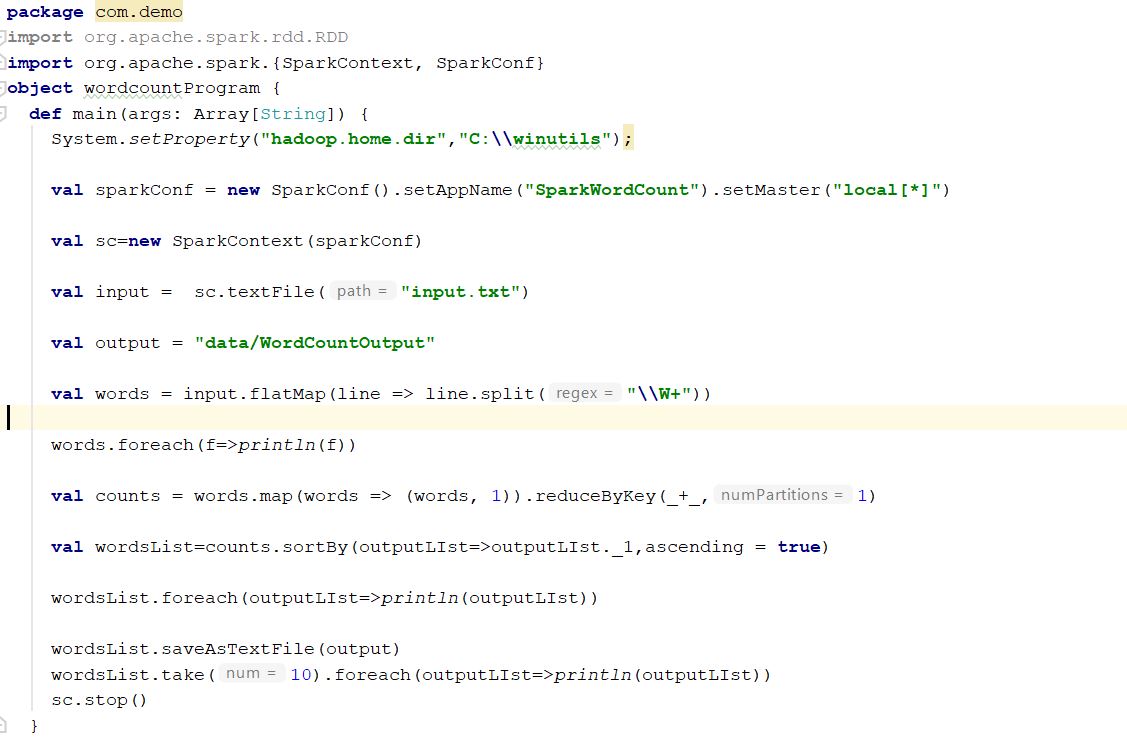 package com.demo
import org.apache.spark.rdd.RDD
import org.apache.spark.{SparkContext, SparkConf}
object wordcountProgram {
def main(args: Array[String]) {
System.setProperty("hadoop.home.dir","C:\\winutils");
val sparkConf = new SparkConf().setAppName("SparkWordCount").setMaster("local[*]")
val sc=new SparkContext(sparkConf)
val input =  sc.textFile( path = "input.txt")
val output = "data/WordCountOutput"
val words = input.flatMap(line => line.split( regex = "\\W+"))
words.foreach(f=>println(f))
val counts = words.map(words => (words, 1)).reduceByKey(_+_, numPartitions = 1)
val wordsList=counts.sortBy(outputLIst=>outputLIst._1,ascending = true)
wordsList.foreach(outputLIst=>println(outputLIst))
wordsList.saveAsTextFile(output)
wordsList.take( num = 10).foreach(outputLIst=>println(outputLIst))
sc.stop()
}